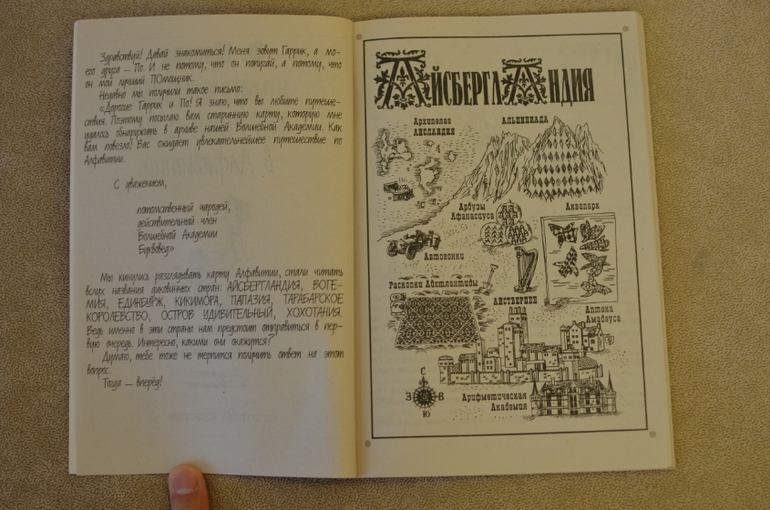 Здравствуй! Давай знакомиться! Меня зовут Гаррик, а мо-
его друга — По. И не потому, что он попугай, а потому, что
он мой лучший ПОмощник.
Недавно мы получили такое письмо:
«Дорогие Гаррик и По! Я знаю, что вы любите путеше-
ствия. Поэтому посылаю вам старинную карту, которую мне
удалось обнаружить в архиве нашей Волшебной Академии. Как
вам повезло! Вас ожидает увлекательнейшее путешествие по
Алфавитии.
С уважением,
потомственный чародей,
действительный член
Волшебной Академии
Буквовед»
Мы кинулись разглядывать карту Алфавитии, стали читать
вслух названия диковинных стран: АЙСБЕРГЛАНДИЯ, ВОГЕ-
МИЯ, ЕДИНБУРЖ, КИКИМОРА, ПАПАЗИЯ, ТАРАБАРСКОЕ
КОРОЛЕВСТВО, ОСТРОВ УДИВИТЕЛЬНЫЙ, ХОХОТАНИЯ.
Ведь именно в эти страны нам предстоит отправиться в пер-
вую очередь. Интересно, какими они окажутся?
Думаю, тебе тоже не терпится получить ответ на этот
вопрос.
Тогда — вперёд!
АЙСБЕРГЛАНДИЯ
Архипелаг
АИСЛАНДИЯ
АЛЬПИНИАДА
Арбузы
Афанасиуса
Аквапарк
Автогонки
Раскопки Абетлантиды
АМСТВЕРДИН
Аптека
Амадеуса
Арифметическая
Академия
С
З
В
Ю